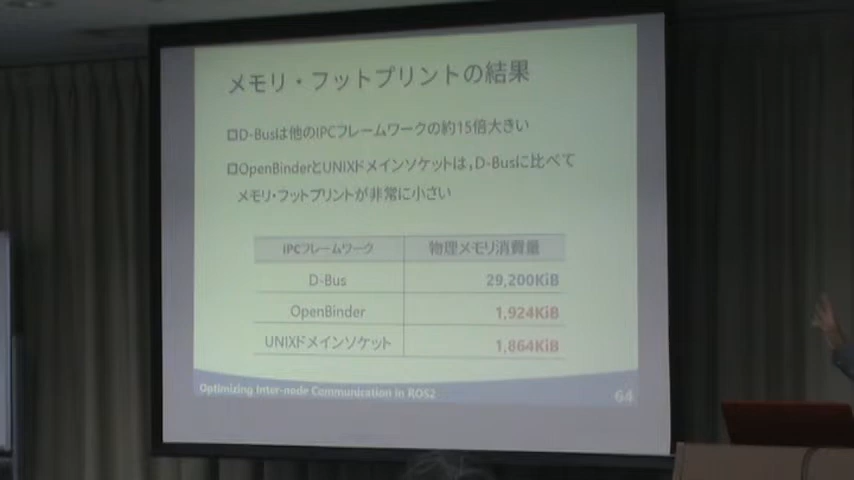 メモリ・フットプリントの結果
D-Busは他のIPCフレームワークの約15倍大きい
OpenBinderとUNIXドメインソケットは，D-Busに比べて
メモリ・フットプリントが非常に小さい
IPCフレームワーク 物理メモリ消費量
D-Bus 29,200KiB
OpenBinder 1,924KiB
UNIXドメインソケット 1,864KiB
Optimizing Inter-node Communication in ROS2 64